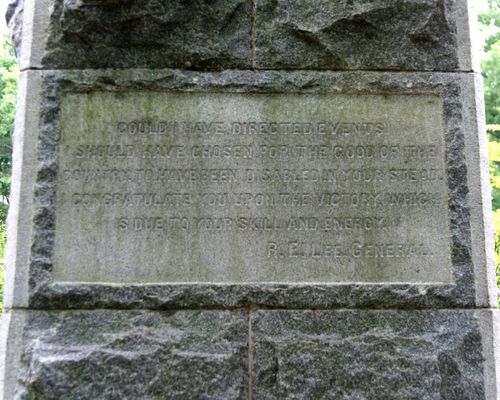 COULD I HAVE DIRECTED EVENTS
I SHOULD HAVE CHOSEN, FOR THE GOOD OF THE
COUNTRY, TO HAVE BEEN DISABLED IN YOUR STEAD.
I CONGRATULATE YOU UPON THE VICTORY, WHICH
IS DUE TO YOUR SKILL AND ENERGY.
R. E. LEE GENERAL.